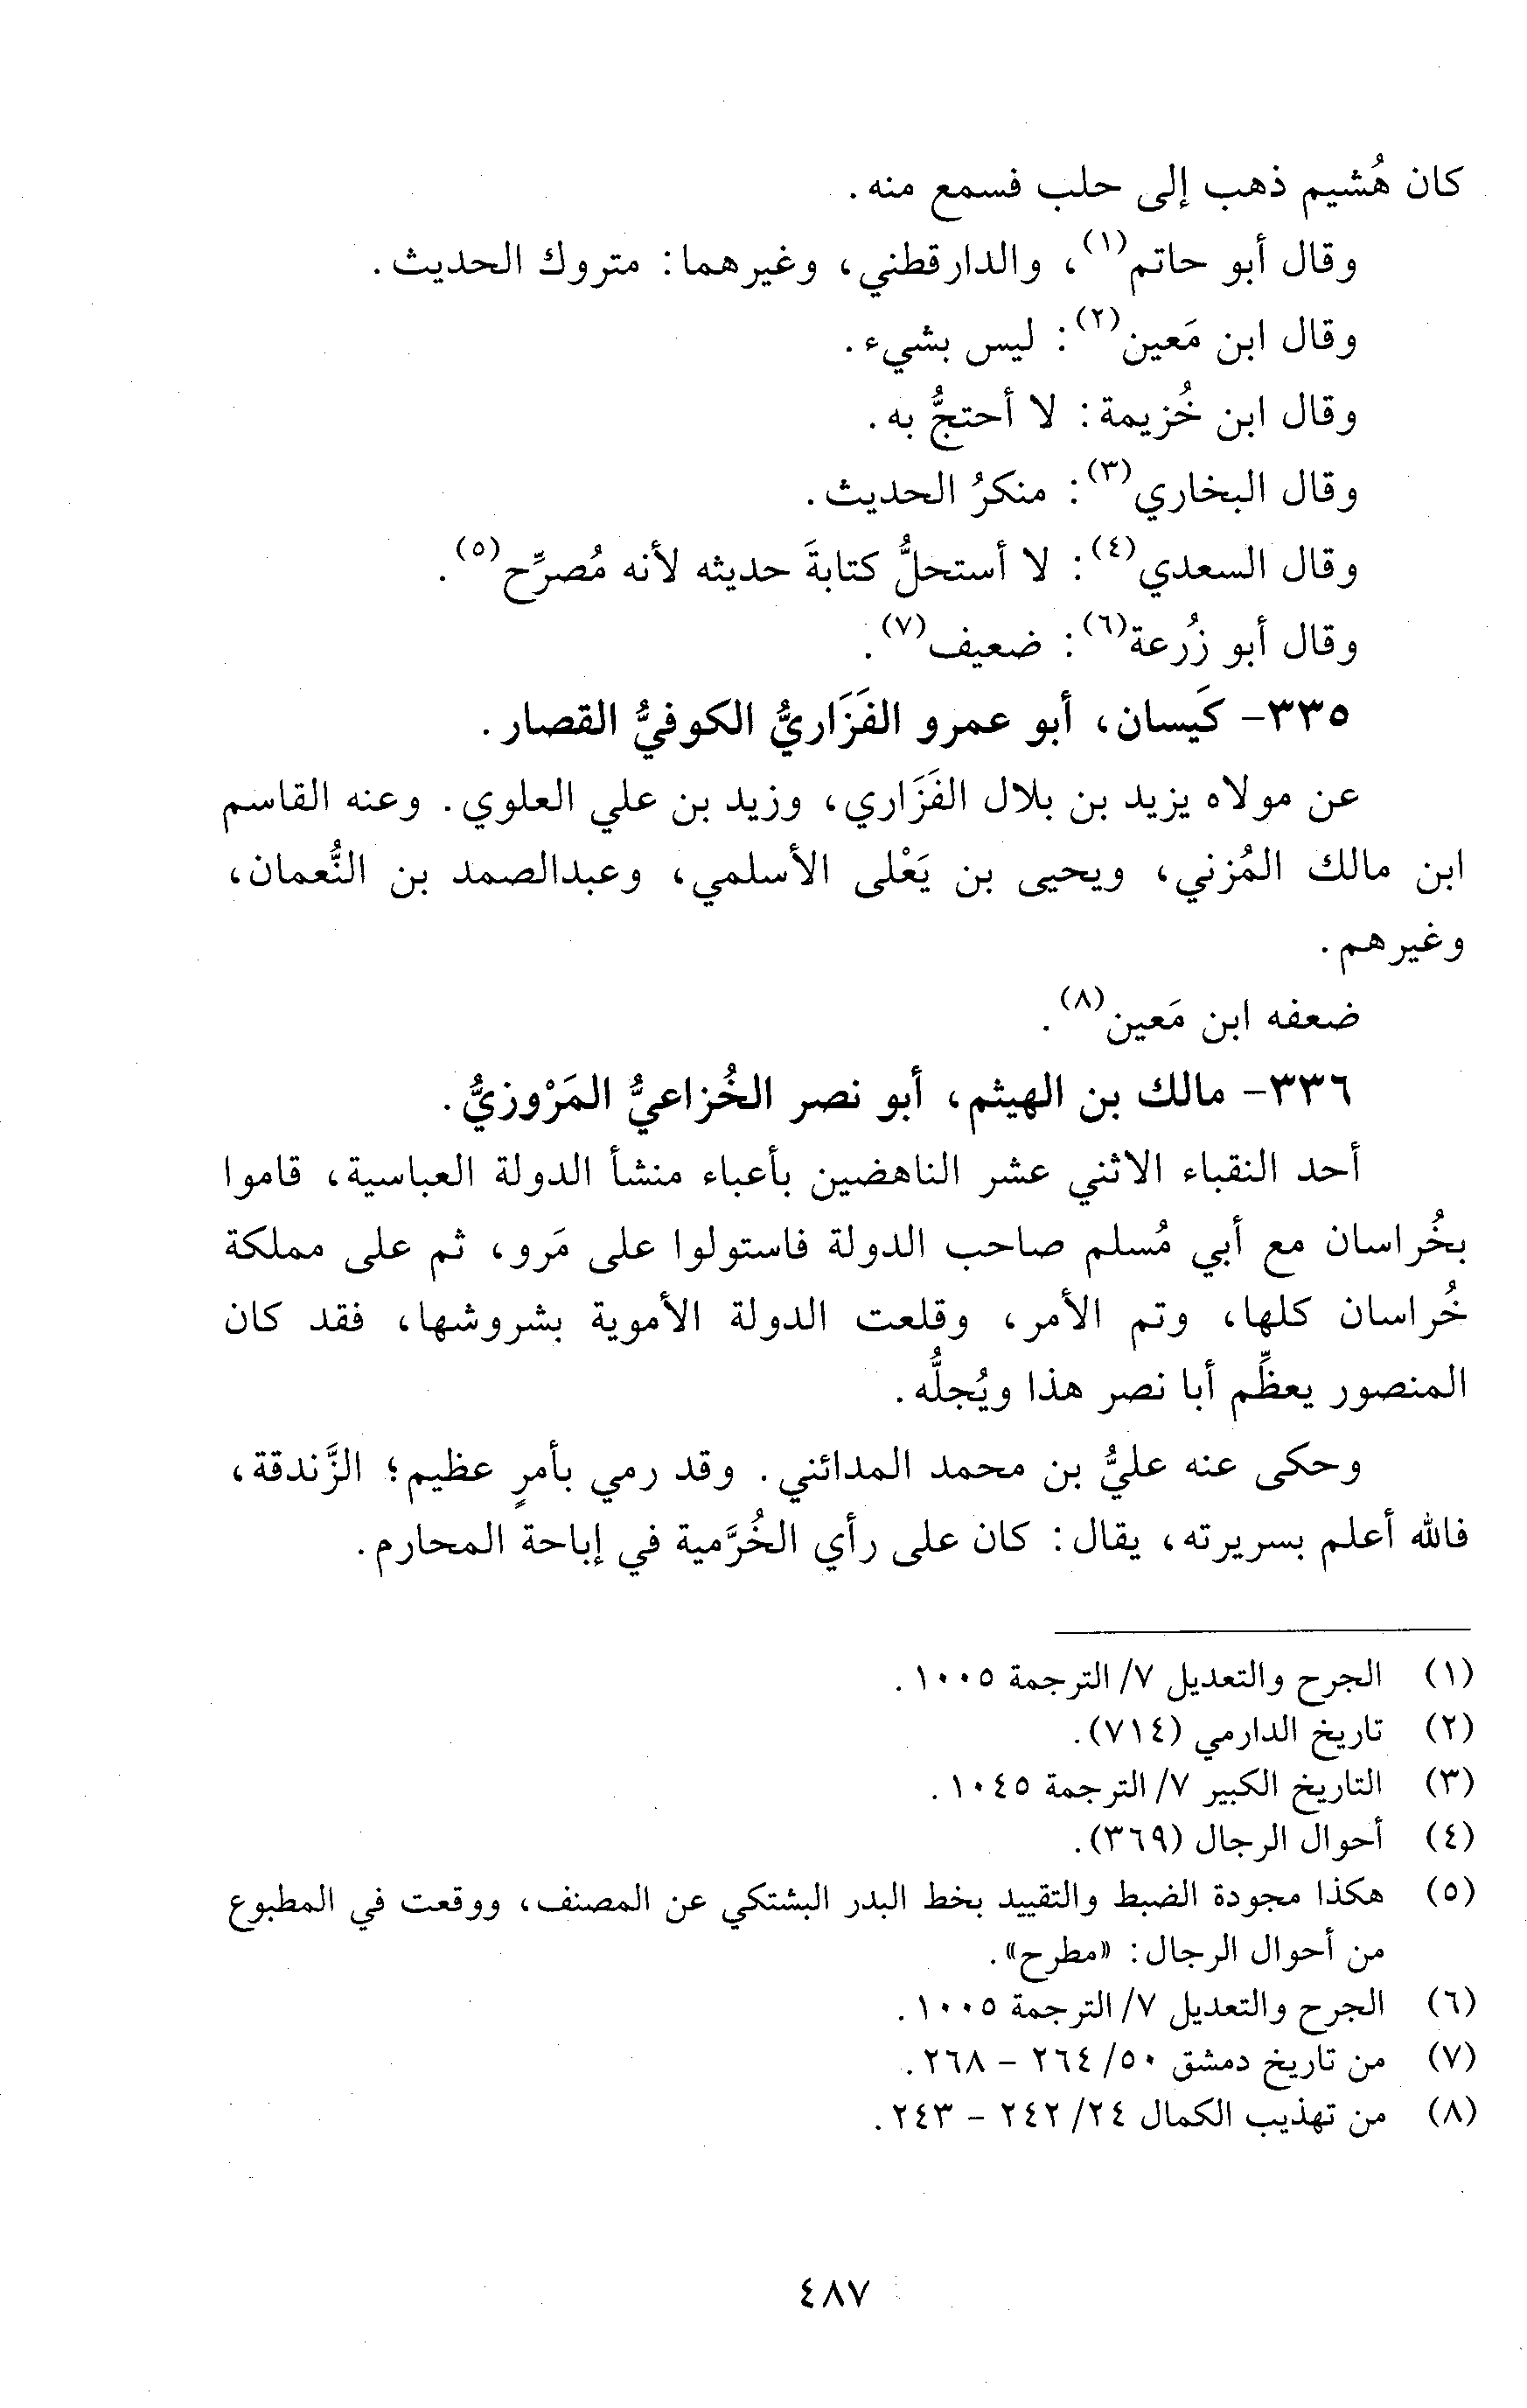 كان هُشيم ذهب إلى حلب فسمع منه.
وقال أبو حاتم(١)، والدارقطني، وغيرهما: متروك الحديث.
وقال ابن مَعين(٢): ليس بشيء.
وقال ابن خُزيمة: لا أحتجُّ به.
وقال البخاري(٣): منكرُ الحديث.
وقال السعدي(٤): لا أستحلُّ كتابةَ حديثه لأنه مُصرِّح(٥).
وقال أبو زُرعة(٦): ضعيف(٧).
٣٣٥- كَيسان، أبو عمرو الفَزَاريُّ الكوفيُّ القصار.
عن مولاه يزيد بن بلال الفَزَاري، وزيد بن علي العلوي. وعنه القاسم
ابن مالك المُزني، ويحيى بن يَعْلى الأسلمي، وعبدالصمد بن النُّعمان،
وغيرهم.
ضعفه ابن مَعين(٨).
٣٣٦- مالك بن الهيثم، أبو نصر الخُزاعيُّ المَرْوزيُّ.
أحد النقباء الاثني عشر الناهضين بأعباء منشأ الدولة العباسية، قاموا
بخُراسان مع أبي مُسلم صاحب الدولة فاستولوا على مَرو، ثم على مملكة
خُراسان كلها، وتم الأمر، وقلعت الدولة الأموية بشروشها، فقد كان
المنصور يعظِّم أبا نصر هذا ويُجلُّه.
وحكى عنه عليُّ بن محمد المدائني. وقد رمي بأمرٍ عظيم؛ الزَّندقة،
فالله أعلم بسريرته، يقال: كان على رأي الخُرَّمية في إباحة المحارم.
(١) الجرح والتعديل ٧/ الترجمة ١٠٠٥.
(٢) تاريخ الدارمي (٧١٤).
(٣) التاريخ الكبير ٧/ الترجمة ١٠٤٥.
(٤) أحوال الرجال (٣٦٩).
(٥) هكذا مجودة الضبط والتقييد بخط البدر البشتكي عن المصنف، ووقعت في المطبوع
من أحوال الرجال: «مطرح».
(٦) الجرح والتعديل ٧/ الترجمة ١٠٠٥.
(٧) من تاريخ دمشق ٥٠/ ٢٦٤ - ٢٦٨.
(٨) من تهذيب الكمال ٢٤/ ٢٤٢ - ٢٤٣.
٤٨٧